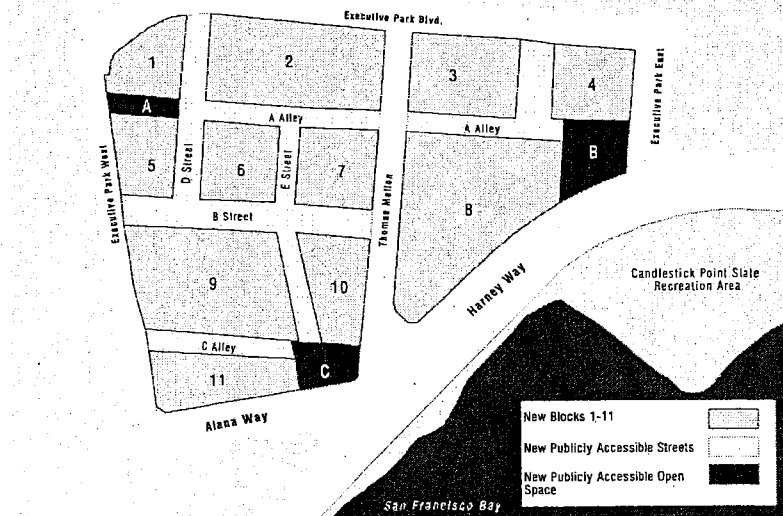 Executive Park Blvd.
1
2
3
4
A
A Alley
A Alley
Executive Park East
B
5
D Street
6
E Street
7
Executive Park West
B Street
Thomas Mellon
8
9
10
Harney Way
Candlestick Point State
Recreation Area
C Alley
C
11
Alana Way
New Blocks 1-11
New Publicly Accessible Streets
New Publicly Accessible Open
Space
San Francisco Bay